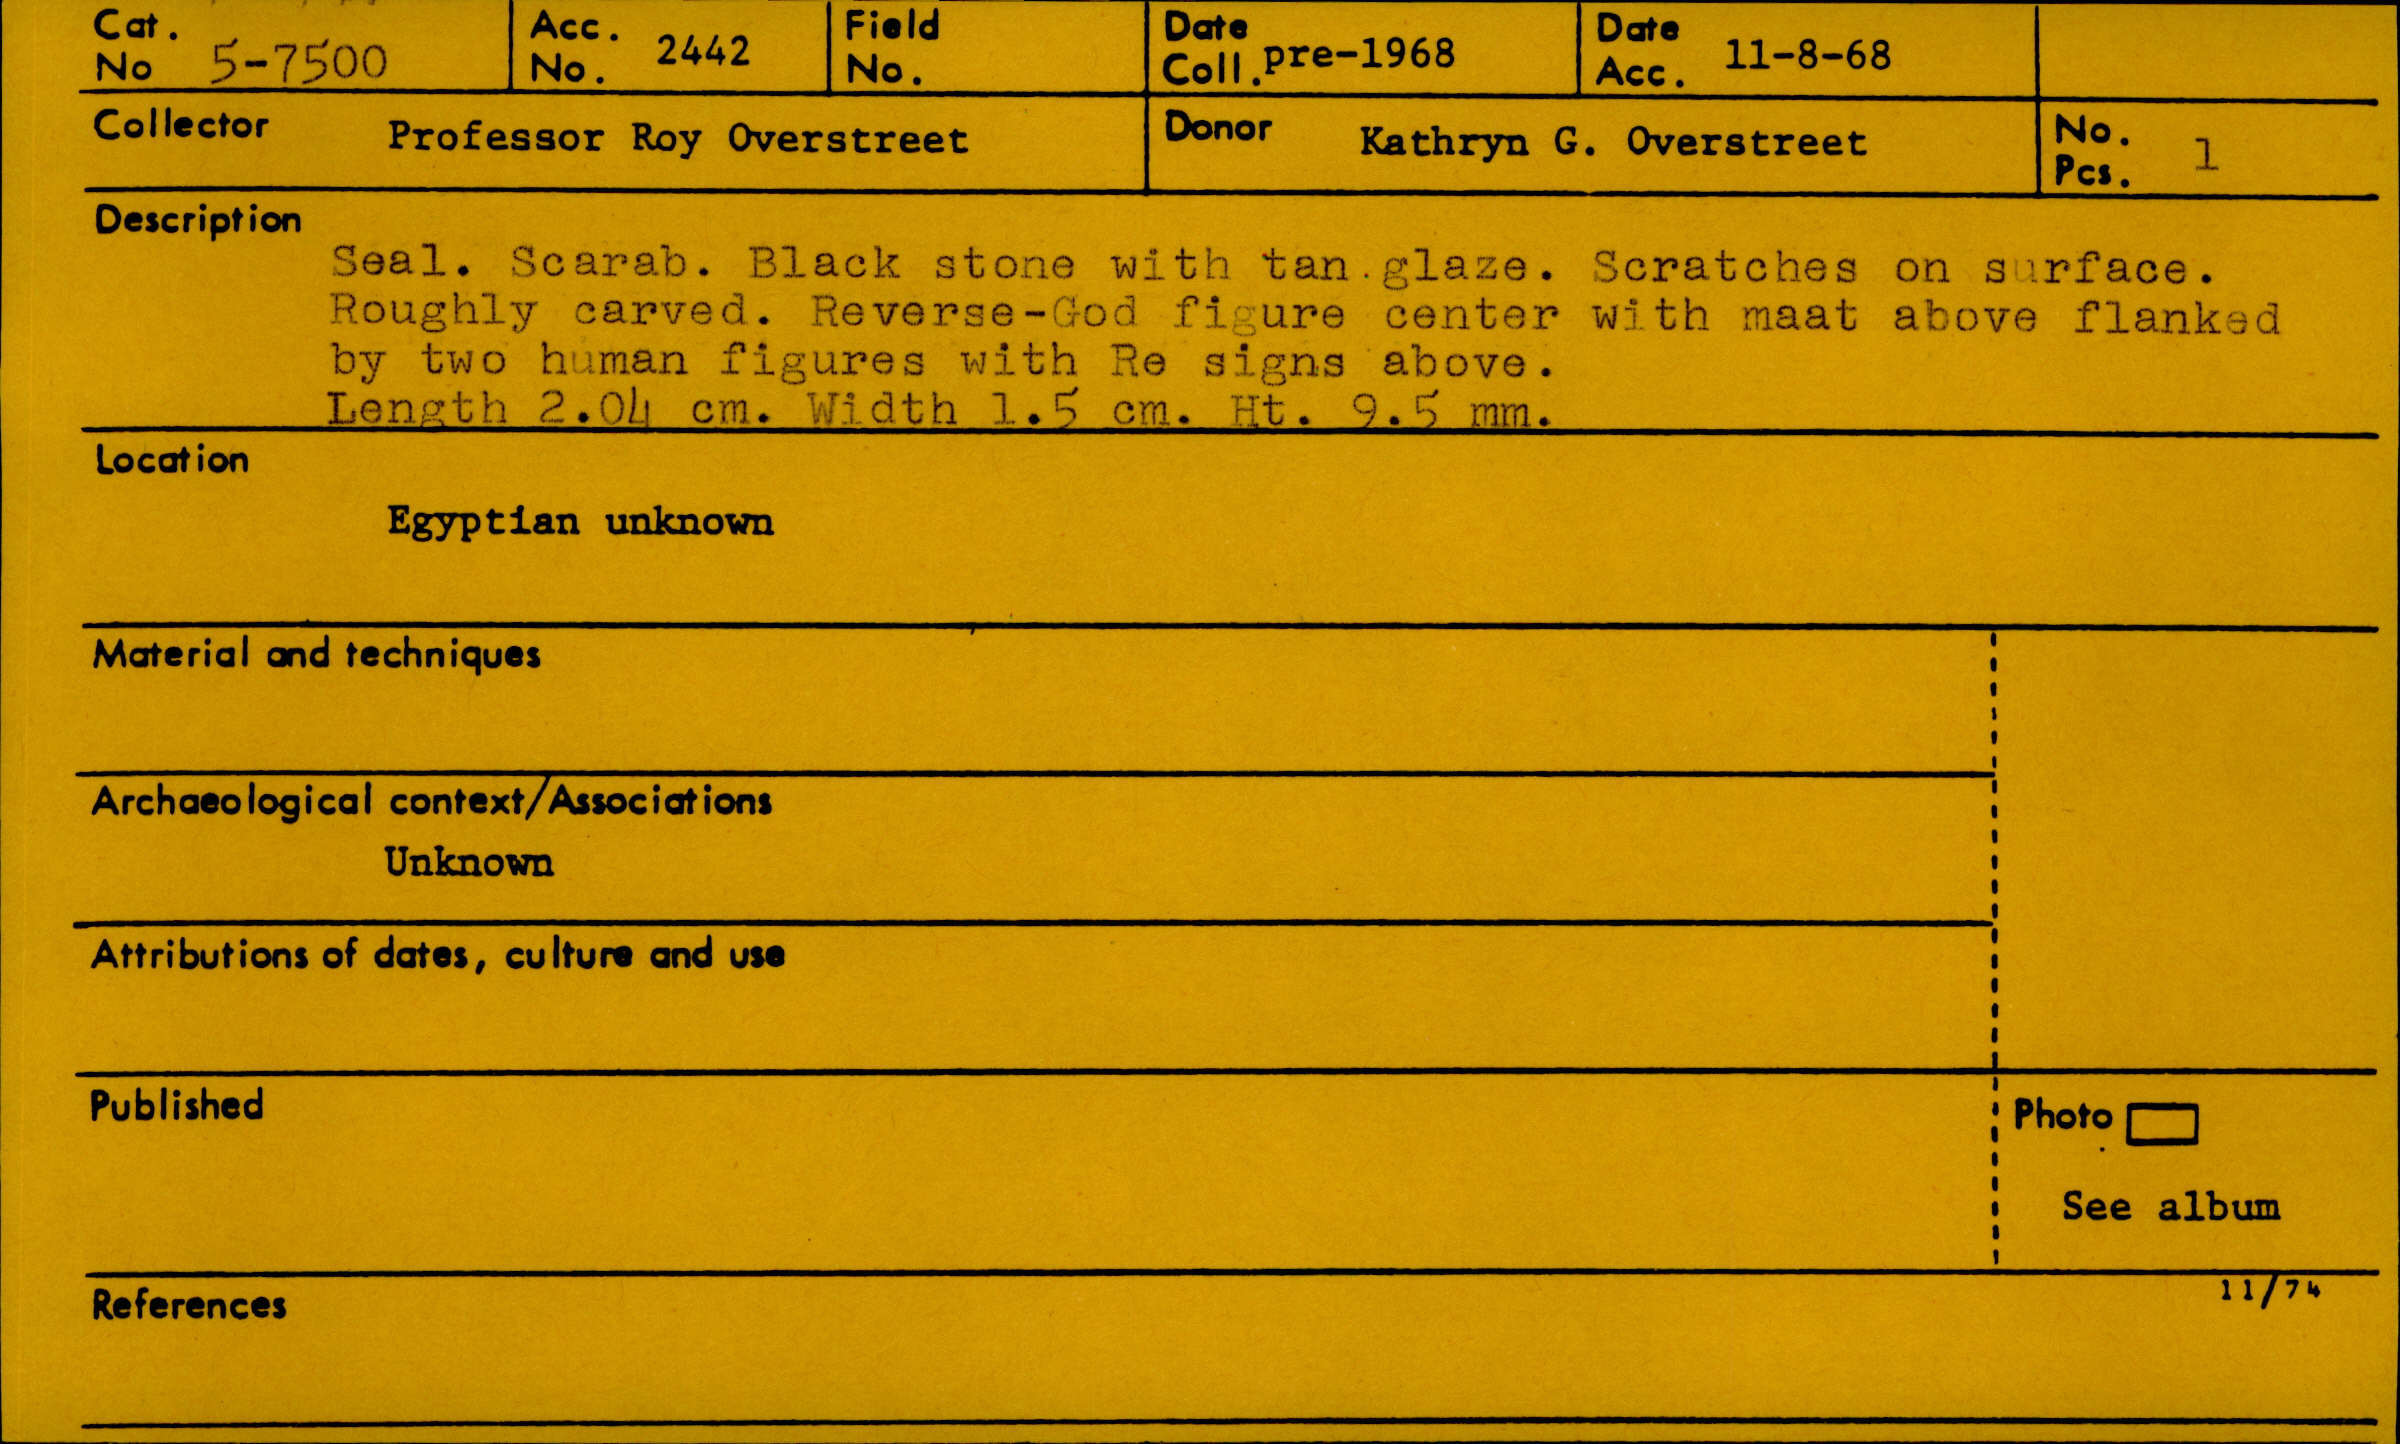 Cat. No 5-7500 Acc. No. 2442 Field No. Date Coll. pre-1968 Date Acc. 11-8-68
Collector Professor Roy Overstreet Donor Kathryn G. Overstreet No. Pcs. 1
Description
Seal. Scarab. Black stone with tan.glaze. Scratches on surface.
Roughly carved. Reverse-God figure center with maat above flanked
by two human figures with Re signs above.
Length 2.04 cm. Width 1.5 cm. Ht. 9.5 mm.
Location
Egyptian unknown
Material and techniques
Archaeological context/Associations
Unknown
Attributions of dates, culture and use
Published
Photo
See album
References
11/74